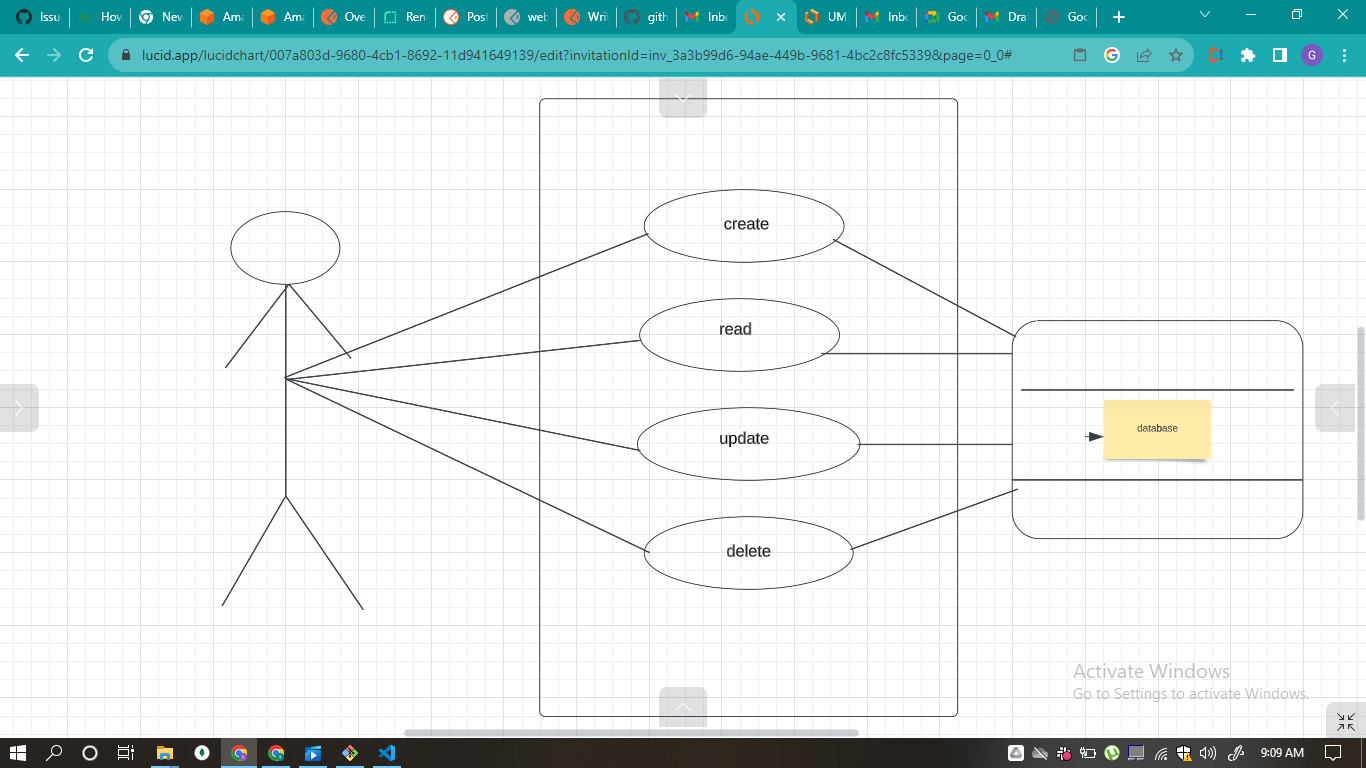 Issu
How
New
Ama
Ama
Ove
Ren
Post
web
Wri
gith
Inbo
UM
Inbo
Goo
Dra
Goo
lucid.app/lucidchart/007a803d-9680-4cb1-8692-11d941649139/edit?invitationId=inv_3a3b99d6-94ae-449b-9681-4bc2c8fc5339&page=0_0#
G
create
read
update
database
delete
Activate Windows
Go to Settings to activate Windows.
9:09 AM